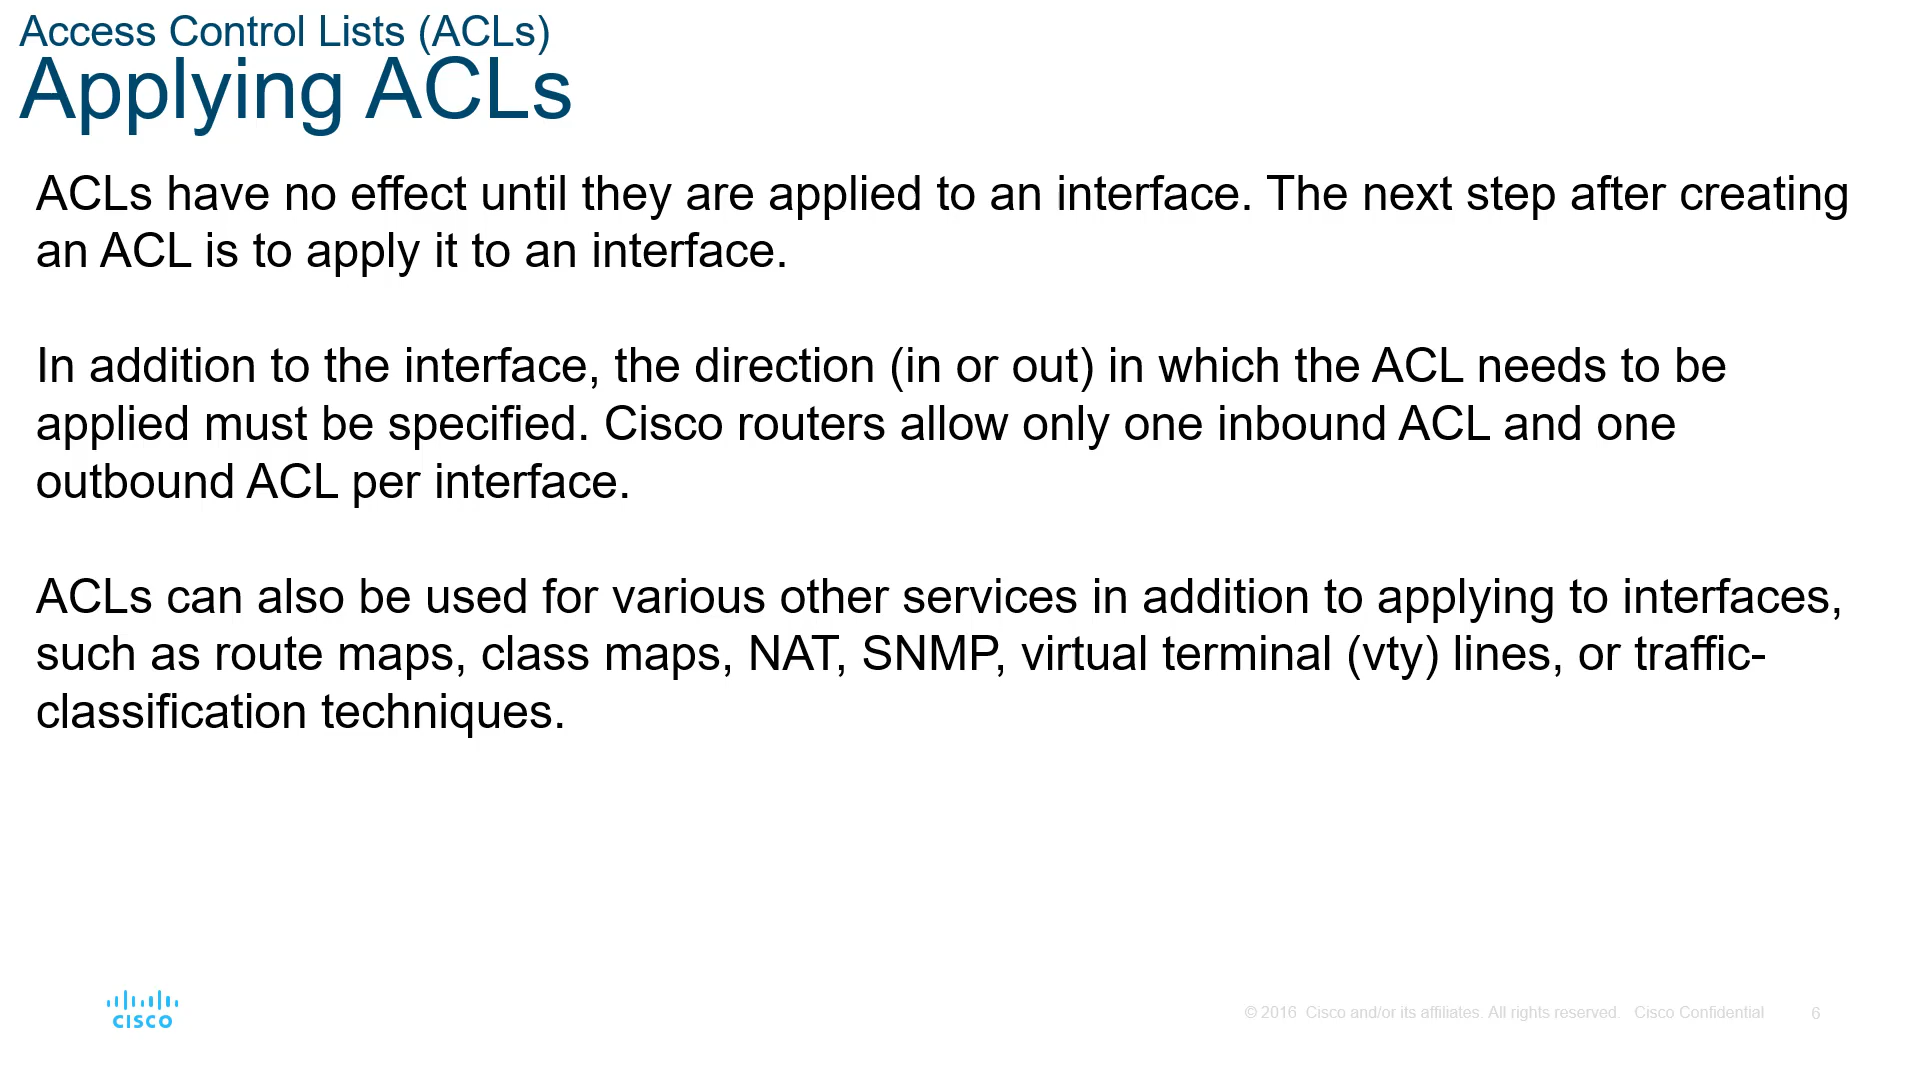 Access Control Lists (ACLs)
Applying ACLs
ACLs have no effect until they are applied to an interface. The next step after creating
an ACL is to apply it to an interface.
In addition to the interface, the direction (in or out) in which the ACL needs to be
applied must be specified. Cisco routers allow only one inbound ACL and one
outbound ACL per interface.
ACLs can also be used for various other services in addition to applying to interfaces,
such as route maps, class maps, NAT, SNMP, virtual terminal (vty) lines, or traffic-
classification techniques.
CISCO
© 2016 Cisco and/or its affiliates. All rights reserved. Cisco Confidential 6